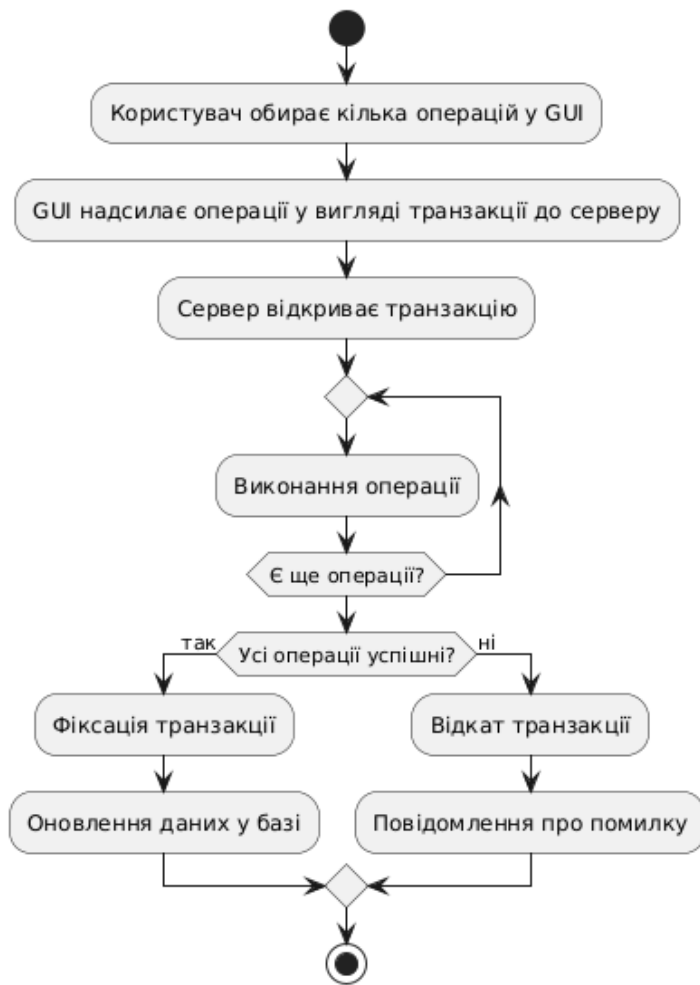 Користувач обирає кілька операцій у GUI
GUI надсилає операції у вигляді транзакції до серверу
Сервер відкриває транзакцію
Виконання операції
Є ще операції?
так
Усі операції успішні?
ні
Фіксація транзакції
Відкат транзакції
Оновлення даних у базі
Повідомлення про помилку